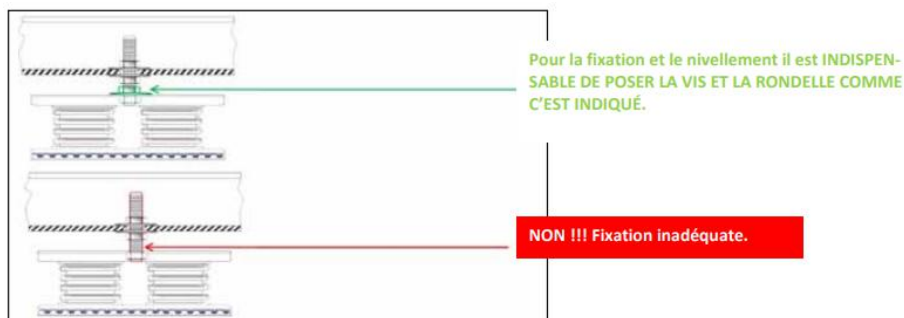 Pour la fixation et le nivellement il est INDISPEN-
SABLE DE POSER LA VIS ET LA RONDELLE COMME
C'EST INDIQUÉ.
NON !!! Fixation inadéquate.